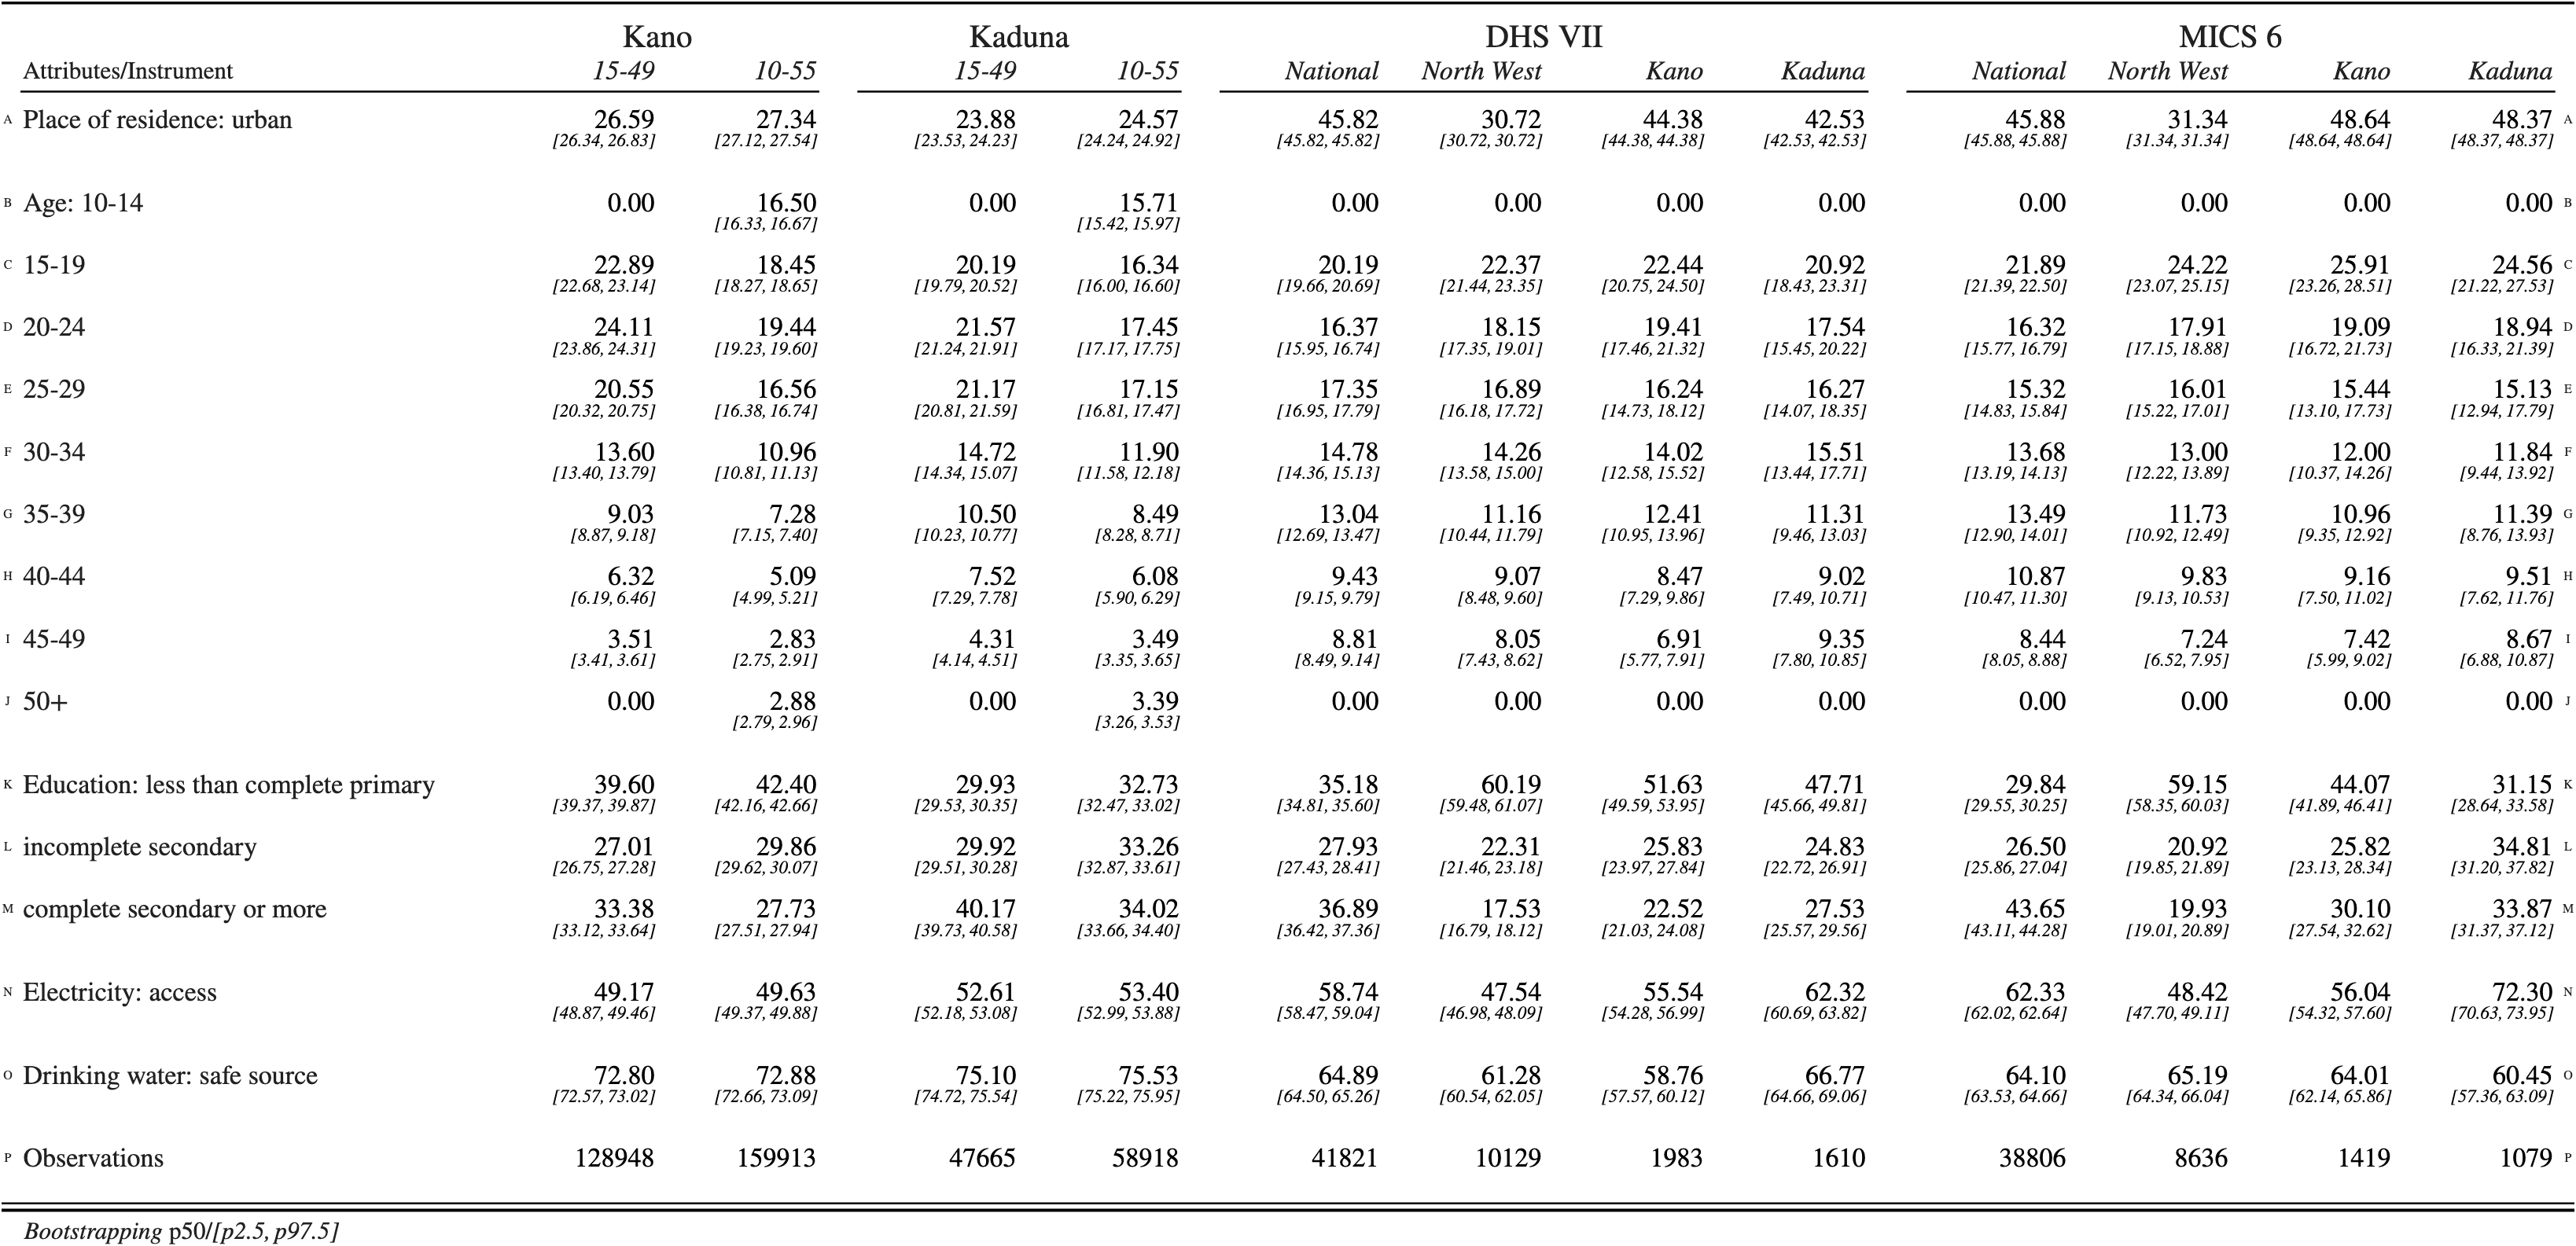 Kano Kaduna DHS VII MICS 6
Attributes/Instrument 15-49 10-55 15-49 10-55 National North West Kano Kaduna National North West Kano Kaduna
A Place of residence: urban 26.59 27.34 23.88 24.57 45.82 30.72 44.38 42.53 45.88 31.34 48.64 48.37 A
[26.34, 26.83] [27.12, 27.54] [23.53, 24.23] [24.24, 24.92] [45.82, 45.82] [30.72, 30.72] [44.38, 44.38] [42.53, 42.53] [45.88, 45.88] [31.34, 31.34] [48.64, 48.64] [48.37, 48.37]
B Age: 10-14 0.00 16.50 0.00 15.71 0.00 0.00 0.00 0.00 0.00 0.00 0.00 0.00 B
[16.33, 16.67] [15.42, 15.97]
C 15-19 22.89 18.45 20.19 16.34 20.19 22.37 22.44 20.92 21.89 24.22 25.91 24.56 C
[22.68, 23.14] [18.27, 18.65] [19.79, 20.52] [16.00, 16.60] [19.66, 20.69] [21.44, 23.35] [20.75, 24.50] [18.43, 23.31] [21.39, 22.50] [23.07, 25.15] [23.26, 28.51] [21.22, 27.53]
D 20-24 24.11 19.44 21.57 17.45 16.37 18.15 19.41 17.54 16.32 17.91 19.09 18.94 D
[23.86, 24.31] [19.23, 19.60] [21.24, 21.91] [17.17, 17.75] [15.95, 16.74] [17.35, 19.01] [17.46, 21.32] [15.45, 20.22] [15.77, 16.79] [17.15, 18.88] [16.72, 21.73] [16.33, 21.39]
E 25-29 20.55 16.56 21.17 17.15 17.35 16.89 16.24 16.27 15.32 16.01 15.44 15.13 E
[20.32, 20.75] [16.38, 16.74] [20.81, 21.59] [16.81, 17.47] [16.95, 17.79] [16.18, 17.72] [14.73, 18.12] [14.07, 18.35] [14.83, 15.84] [15.22, 17.01] [13.10, 17.73] [12.94, 17.79]
F 30-34 13.60 10.96 14.72 11.90 14.78 14.26 14.02 15.51 13.68 13.00 12.00 11.84 F
[13.40, 13.79] [10.81, 11.13] [14.34, 15.07] [11.58, 12.18] [14.36, 15.13] [13.58, 15.00] [12.58, 15.52] [13.44, 17.71] [13.19, 14.13] [12.22, 13.89] [10.37, 14.26] [9.44, 13.92]
G 35-39 9.03 7.28 10.50 8.49 13.04 11.16 12.41 11.31 13.49 11.73 10.96 11.39 G
[8.87, 9.18] [7.15, 7.40] [10.23, 10.77] [8.28, 8.71] [12.69, 13.47] [10.44, 11.79] [10.95, 13.96] [9.46, 13.03] [12.90, 14.01] [10.92, 12.49] [9.35, 12.92] [8.76, 13.93]
H 40-44 6.32 5.09 7.52 6.08 9.43 9.07 8.47 9.02 10.87 9.83 9.16 9.51 H
[6.19, 6.46] [4.99, 5.21] [7.29, 7.78] [5.90, 6.29] [9.15, 9.79] [8.48, 9.60] [7.29, 9.86] [7.49, 10.71] [10.47, 11.30] [9.13, 10.53] [7.50, 11.02] [7.62, 11.76]
I 45-49 3.51 2.83 4.31 3.49 8.81 8.05 6.91 9.35 8.44 7.24 7.42 8.67 I
[3.41, 3.61] [2.75, 2.91] [4.14, 4.51] [3.35, 3.65] [8.49, 9.14] [7.43, 8.62] [5.77, 7.91] [7.80, 10.85] [8.05, 8.88] [6.52, 7.95] [5.99, 9.02] [6.88, 10.87]
J 50+ 0.00 2.88 0.00 3.39 0.00 0.00 0.00 0.00 0.00 0.00 0.00 0.00 J
[2.79, 2.96] [3.26, 3.53]
K Education: less than complete primary 39.60 42.40 29.93 32.73 35.18 60.19 51.63 47.71 29.84 59.15 44.07 31.15 K
[39.37, 39.87] [42.16, 42.66] [29.53, 30.35] [32.47, 33.02] [34.81, 35.60] [59.48, 61.07] [49.59, 53.95] [45.66, 49.81] [29.55, 30.25] [58.35, 60.03] [41.89, 46.41] [28.64, 33.58]
L incomplete secondary 27.01 29.86 29.92 33.26 27.93 22.31 25.83 24.83 26.50 20.92 25.82 34.81 L
[26.75, 27.28] [29.62, 30.07] [29.51, 30.28] [32.87, 33.61] [27.43, 28.41] [21.46, 23.18] [23.97, 27.84] [22.72, 26.91] [25.86, 27.04] [19.85, 21.89] [23.13, 28.34] [31.20, 37.82]
M complete secondary or more 33.38 27.73 40.17 34.02 36.89 17.53 22.52 27.53 43.65 19.93 30.10 33.87 M
[33.12, 33.64] [27.51, 27.94] [39.73, 40.58] [33.66, 34.40] [36.42, 37.36] [16.79, 18.12] [21.03, 24.08] [25.57, 29.56] [43.11, 44.28] [19.01, 20.89] [27.54, 32.62] [31.37, 37.12]
N Electricity: access 49.17 49.63 52.61 53.40 58.74 47.54 55.54 62.32 62.33 48.42 56.04 72.30 N
[48.87, 49.46] [49.37, 49.88] [52.18, 53.08] [52.99, 53.88] [58.47, 59.04] [46.98, 48.09] [54.28, 56.99] [60.69, 63.82] [62.02, 62.64] [47.70, 49.11] [54.32, 57.60] [70.63, 73.95]
O Drinking water: safe source 72.80 72.88 75.10 75.53 64.89 61.28 58.76 66.77 64.10 65.19 64.01 60.45 O
[72.57, 73.02] [72.66, 73.09] [74.72, 75.54] [75.22, 75.95] [64.50, 65.26] [60.54, 62.05] [57.57, 60.12] [64.66, 69.06] [63.53, 64.66] [64.34, 66.04] [62.14, 65.86] [57.36, 63.09]
P Observations 128948 159913 47665 58918 41821 10129 1983 1610 38806 8636 1419 1079 P
Bootstrapping p50/[p2.5, p97.5]